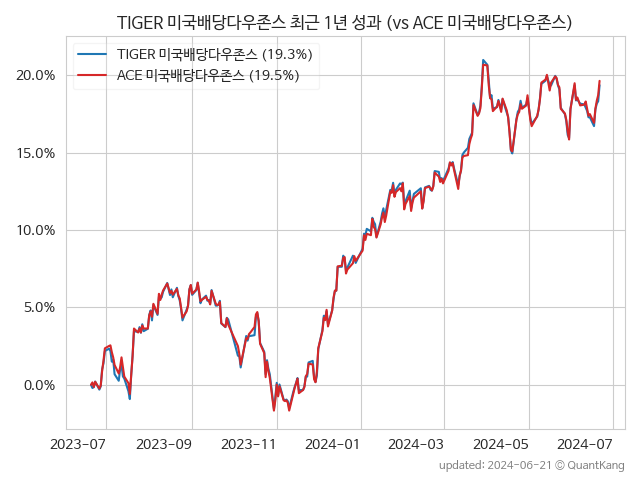 TIGER 미국배당다우존스 최근 1년 성과 (vs ACE 미국배당다우존스)
TIGER 미국배당다우존스 (19.3%)
ACE 미국배당다우존스 (19.5%)
20.0%
15.0%
10.0%
5.0%
0.0%
2023-07 2023-09 2023-11 2024-01 2024-03 2024-05 2024-07
updated: 2024-06-21 © QuantKang